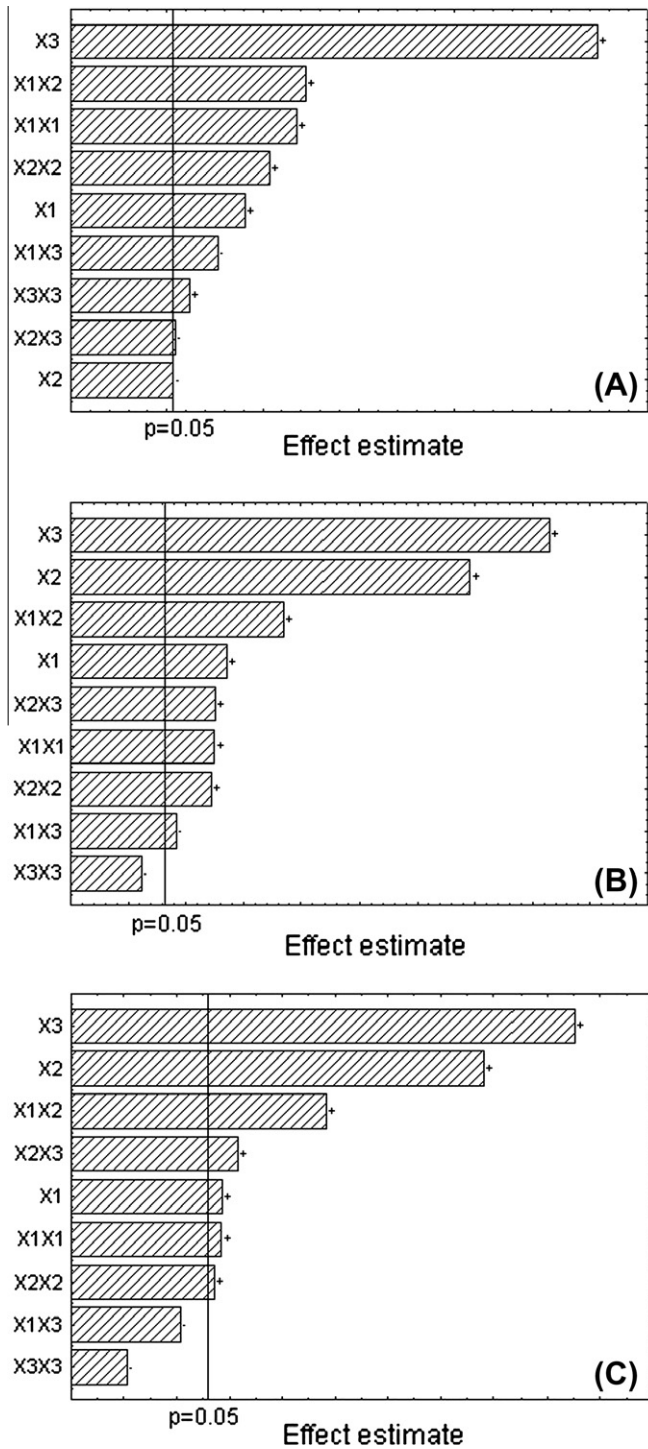 X3 +
X1X2 +
X1X1 +
X2X2 +
X1 +
X1X3 -
X3X3 +
X2X3 -
X2 -
(A)
p=0.05
Effect estimate
X3 +
X2 +
X1X2 +
X1 +
X2X3 +
X1X1 +
X2X2 +
X1X3 -
X3X3 -
(B)
p=0.05
Effect estimate
X3 +
X2 +
X1X2 +
X2X3 +
X1 +
X1X1 +
X2X2 +
X1X3 -
X3X3 -
(C)
p=0.05
Effect estimate